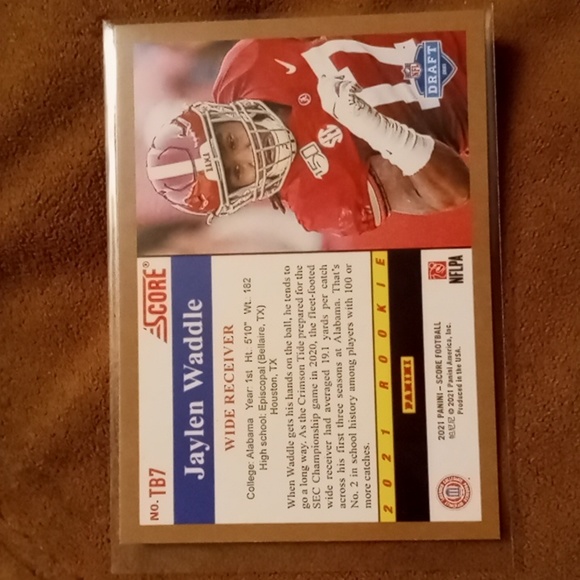 NO. TB7
SCORE®
Jaylen Waddle
WIDE RECEIVER
College: Alabama Year: 1st Ht. 5'10" Wt. 182
High school: Episcopal (Bellaire, TX)
Houston, TX
When Waddle gets his hands on the ball, he tends to
go a long way. As the Crimson Tide prepared for the
SEC Championship game in 2020, the fleet-footed
wide receiver had averaged 19.1 yards per catch
across his first three seasons at Alabama. That's
No. 2 in school history among players with 100 or
more catches.
2021 ROOKIE
PANINI
2021 PANINI – SCORE FOOTBALL
帕尼尼 © 2021 Panini America, Inc.
Produced in the USA.
NFLPA
NFL
DRAFT
SEC